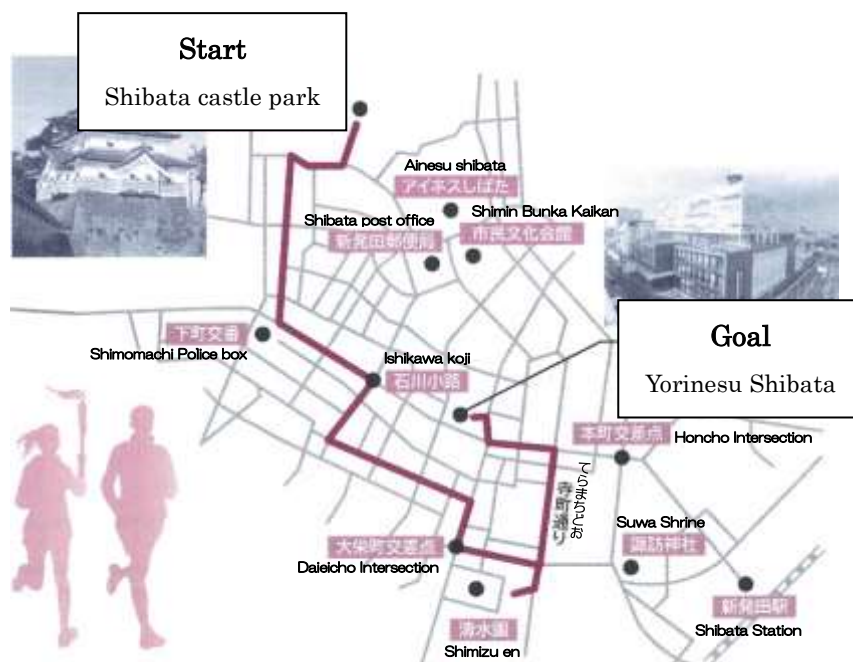 Start
Shibata castle park
Ainesu shibata
アイネスしばた
Shibata post office
新発田郵便局
Shimin Bunka Kaikan
市民文化会館
Goal
Yorinesu Shibata
下町交番
Shimomachi Police box
Ishikawa koji
石川小路
本町交差点
Honcho Intersection
てらまちどお
寺町通り
Suwa Shrine
諏訪神社
大栄町交差点
Daieicho Intersection
新発田駅
Shibata Station
清水園
Shimizu en